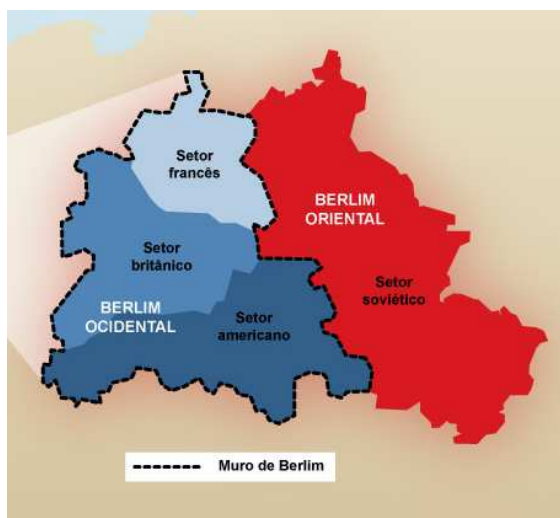 Setor
francês
BERLIM
ORIENTAL
Setor
britânico
Setor
soviético
BERLIM
OCIDENTAL
Setor
americano
Muro de Berlim